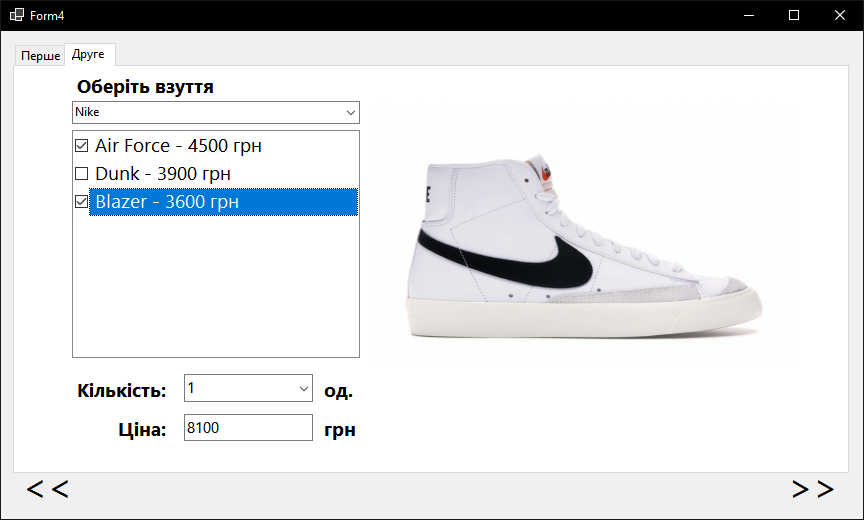 Form4
Перше Друге
Оберіть взуття
Nike
Air Force - 4500 грн
Dunk - 3900 грн
Blazer - 3600 грн
Кількість: 1 од.
Ціна: 8100 грн
<< >>